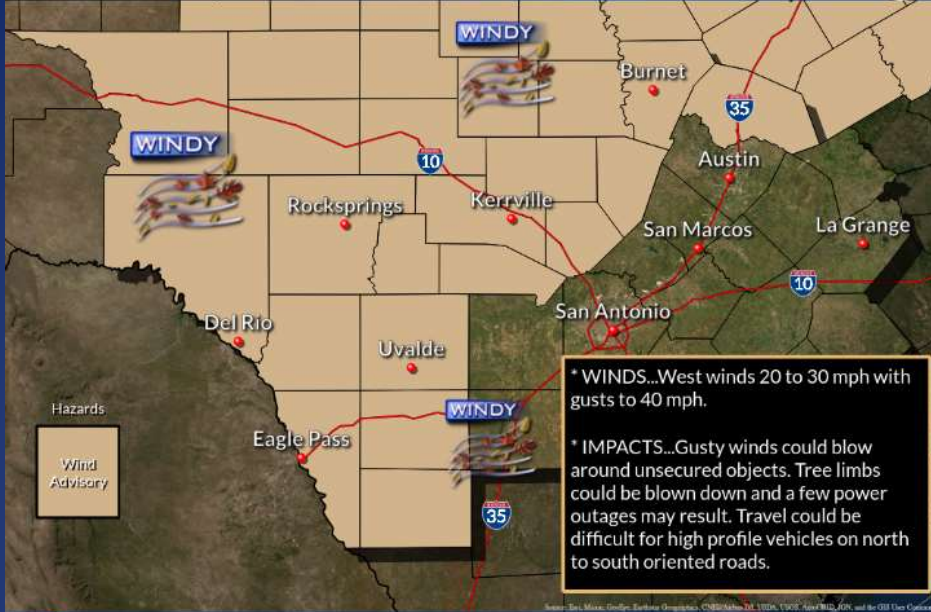 WINDY
Burnet
35
WINDY
10
Austin
Rocksprings
Kerrville
San Marcos
La Grange
10
San Antonio
Del Rio
Uvalde
* WINDS...West winds 20 to 30 mph with
gusts to 40 mph.
* IMPACTS...Gusty winds could blow
around unsecured objects. Tree limbs
could be blown down and a few power
outages may result. Travel could be
difficult for high profile vehicles on north
to south oriented roads.
Hazards
Wind
Advisory
WINDY
Eagle Pass
35